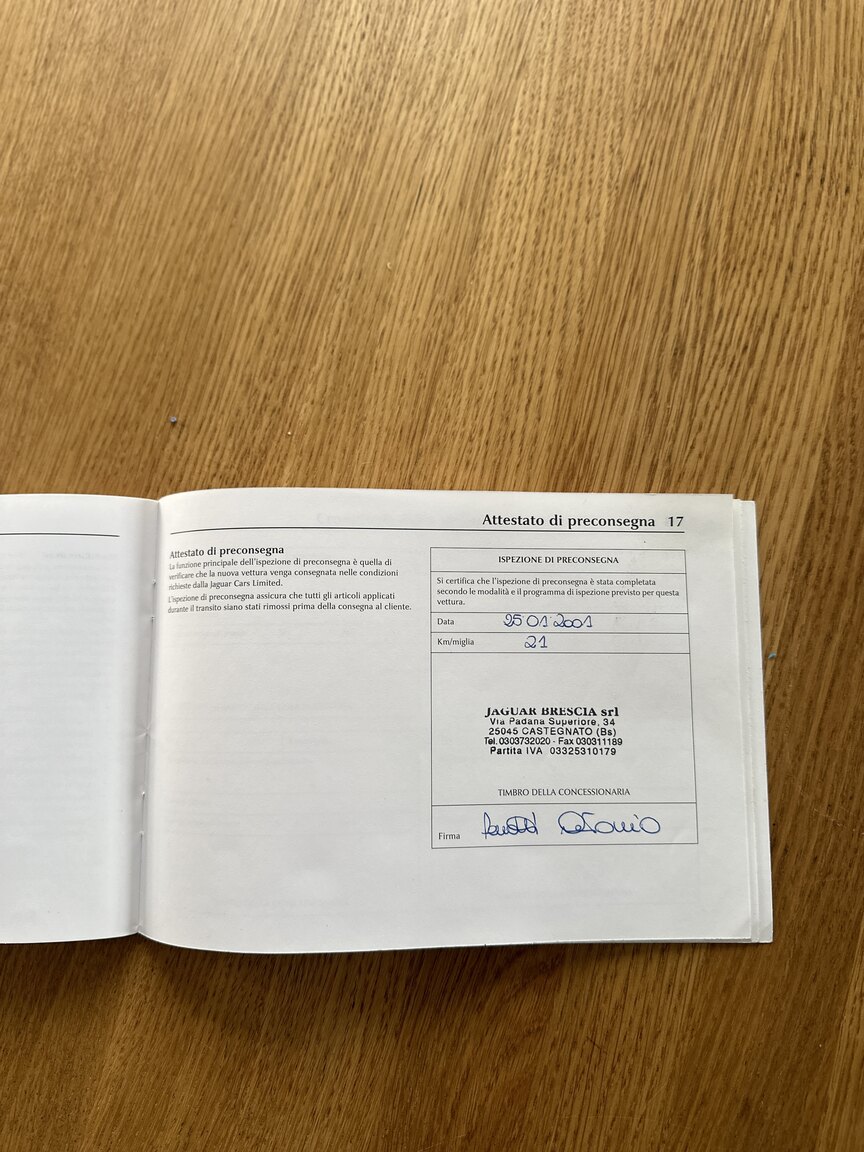 Attestato di preconsegna 17
Attestato di preconsegna
La funzione principale dell'ispezione di preconsegna è quella di
verificare che la nuova vettura venga consegnata nelle condizioni
richieste dalla Jaguar Cars Limited.
L'ispezione di preconsegna assicura che tutti gli articoli applicati
durante il transito siano stati rimossi prima della consegna al cliente.
ISPEZIONE DI PRECONSEGNA
Si certifica che l'ispezione di preconsegna è stata completata
secondo le modalità e il programma di ispezione previsto per questa
vettura.
Data 25 01 2001
Km/miglia 21
JAGUAR BRESCIA srl
Via Padana Superiore, 34
25045 CASTEGNATO (Bs)
Tel. 0303732020 - Fax 030311189
Partita IVA 03325310179
TIMBRO DELLA CONCESSIONARIA
Firma